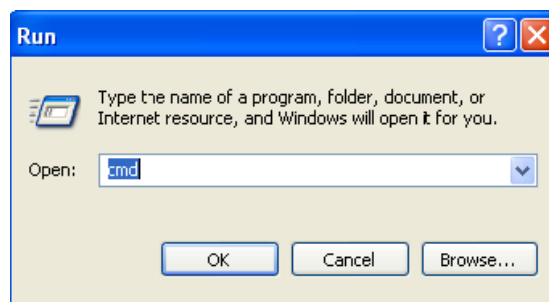 Run
Type the name of a program, folder, document, or
Internet resource, and Windows will open it for you.
Open:
cmd
OK
Cancel
Browse...